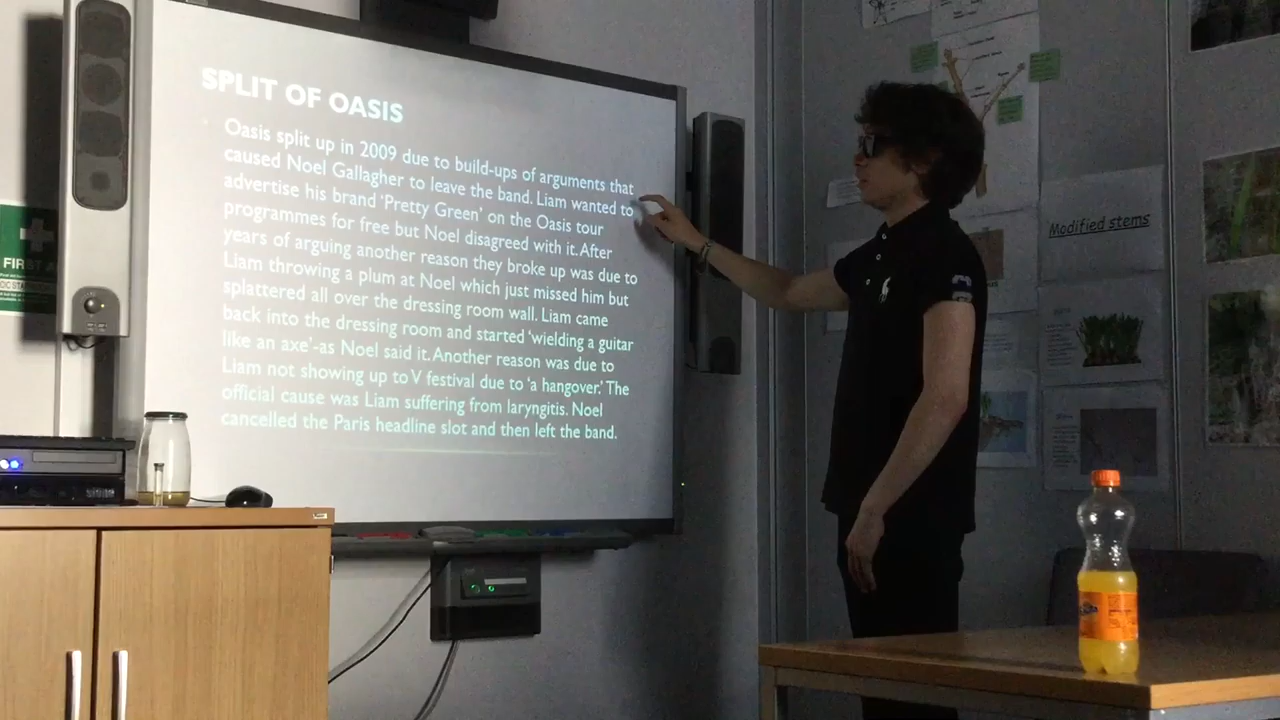 SPLIT OF OASIS
Oasis split up in 2009 due to build-ups of arguments that
caused Noel Gallagher to leave the band. Liam wanted to
advertise his brand 'Pretty Green' on the Oasis tour
programmes for free but Noel disagreed with it. After
years of arguing another reason they broke up was due to
Liam throwing a plum at Noel which just missed him but
splattered all over the dressing room wall. Liam came
back into the dressing room and started 'wielding a guitar
like an axe'-as Noel said it. Another reason was due to
Liam not showing up to V festival due to 'a hangover.' The
official cause was Liam suffering from laryngitis. Noel
cancelled the Paris headline slot and then left the band.
FIRST
Modified stems